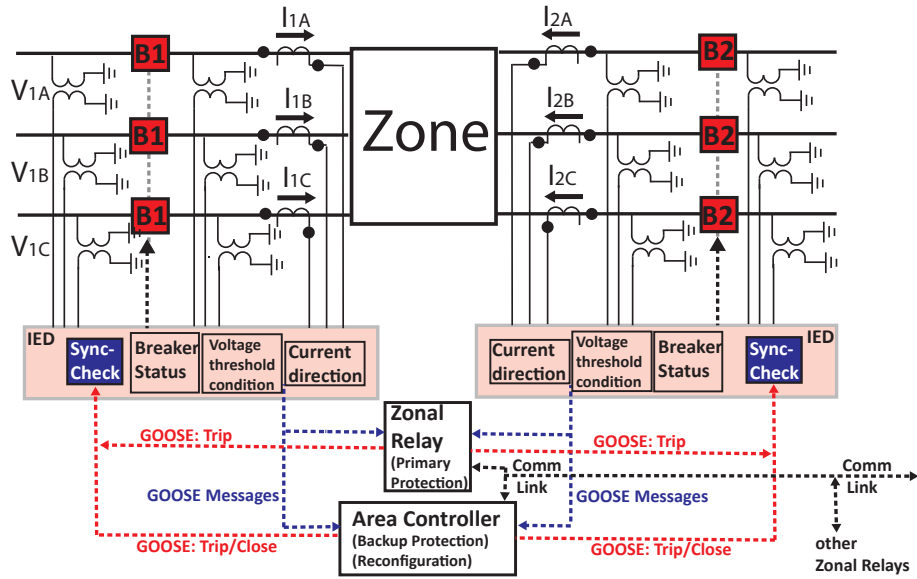 I1A
I2A
B1
B2
V1A
I1B
I2B
B1
Zone
B2
V1B
I1C
I2C
B1
B2
V1C
IED
Sync-
Check
Breaker
Status
Voltage
threshold
condition
Current
direction
Current
direction
Voltage
threshold
condition
Breaker
Status
Sync-
Check
IED
Zonal
Relay
(Primary
Protection)
GOOSE: Trip
GOOSE: Trip
Comm
Link
Comm
Link
GOOSE Messages
GOOSE Messages
Area Controller
(Backup Protection)
(Reconfiguration)
GOOSE: Trip/Close
GOOSE: Trip/Close
other
Zonal Relays